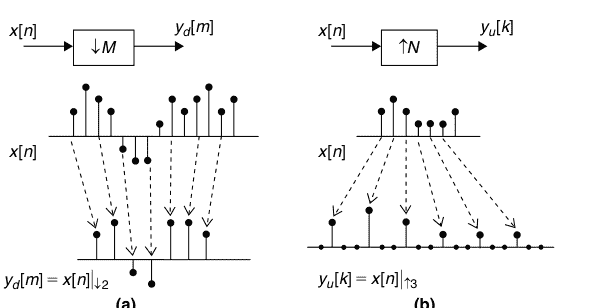 x[n]
↓M
y_d[m]
x[n]
↑N
y_u[k]
x[n]
x[n]
y_d[m] = x[n]|↓2
y_u[k] = x[n]|↑3
(a)
(b)